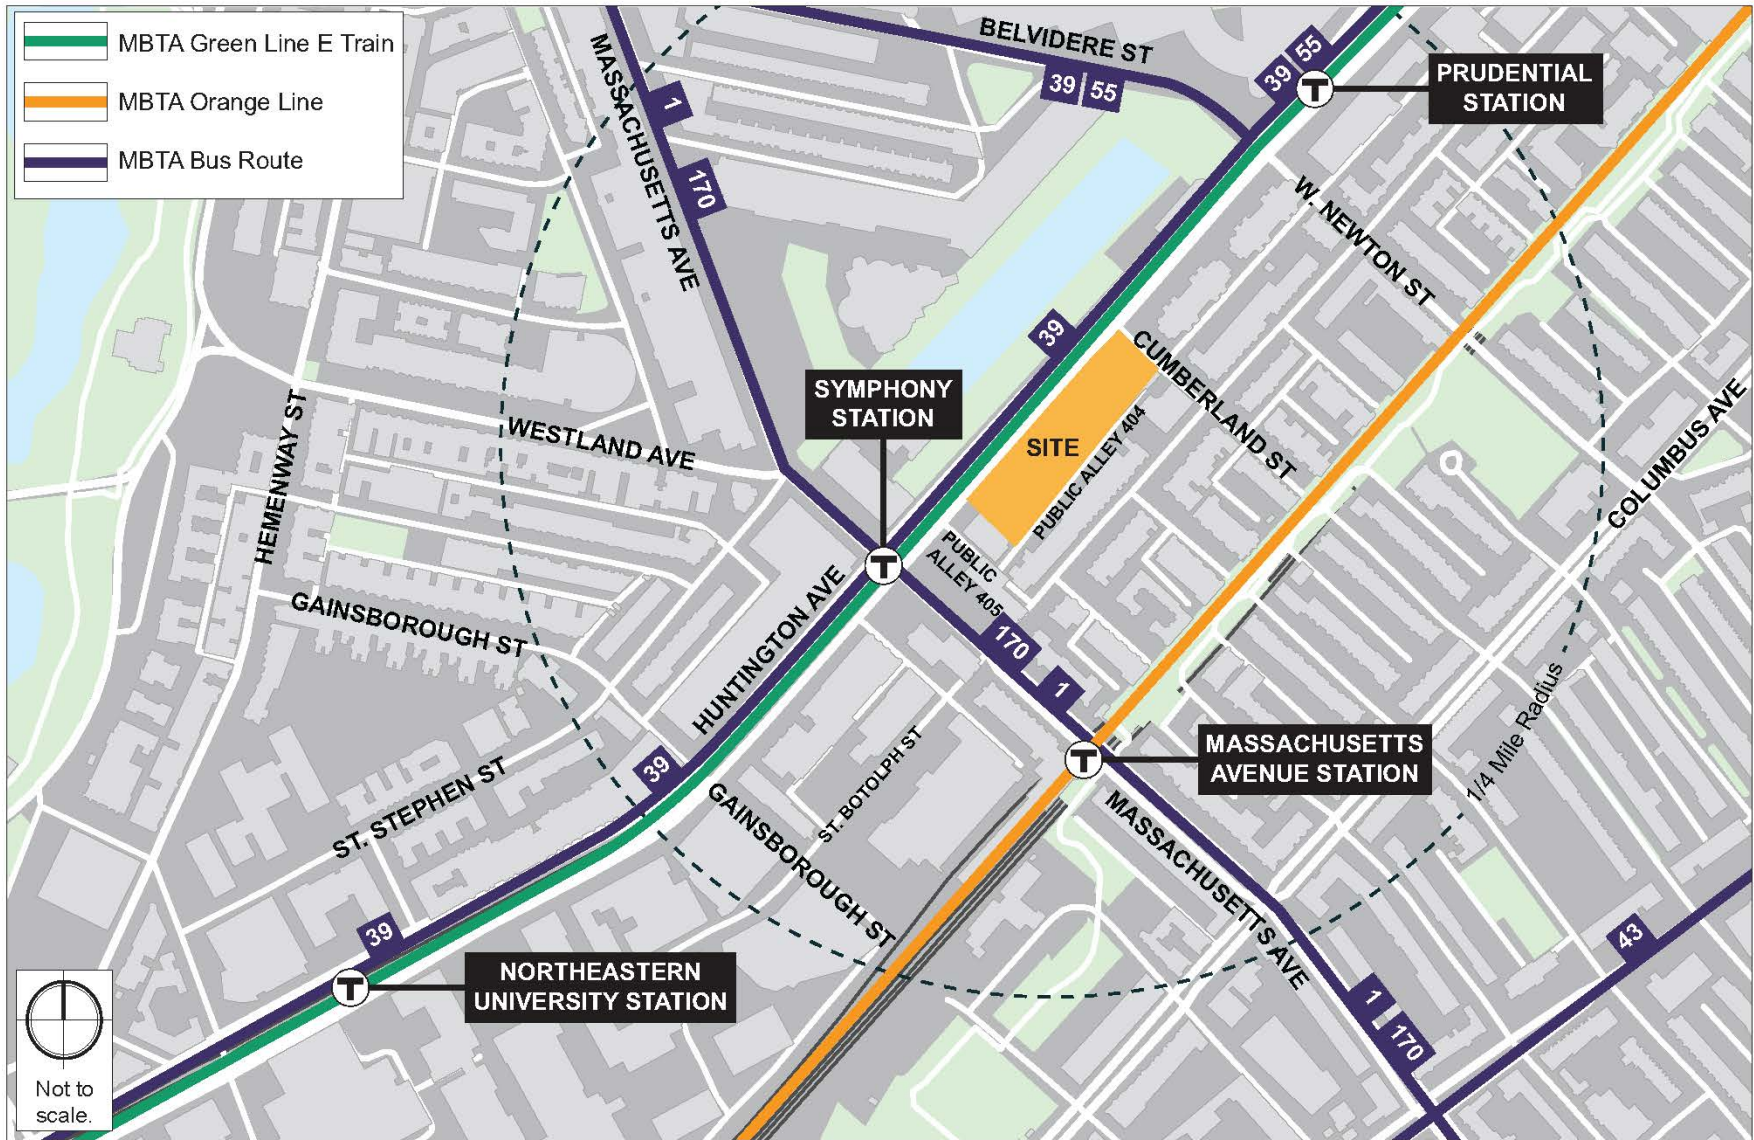 MBTA Green Line E Train
MBTA Orange Line
MBTA Bus Route
BELVIDERE ST
39 55
39 55
T
PRUDENTIAL
STATION
MASSACHUSETTS AVE
1
170
W. NEWTON ST
39
CUMBERLAND ST
SYMPHONY
STATION
SITE
PUBLIC ALLEY 404
COLUMBUS AVE
WESTLAND AVE
HEMENWAY ST
T
PUBLIC
ALLEY 405
GAINSBOROUGH ST
HUNTINGTON AVE
170
1
1/4 Mile Radius
T
MASSACHUSETTS
AVENUE STATION
39
ST. BOTOLPH ST
ST. STEPHEN ST
GAINSBOROUGH ST
MASSACHUSETTS AVE
39
43
T
NORTHEASTERN
UNIVERSITY STATION
1
170
Not to
scale.